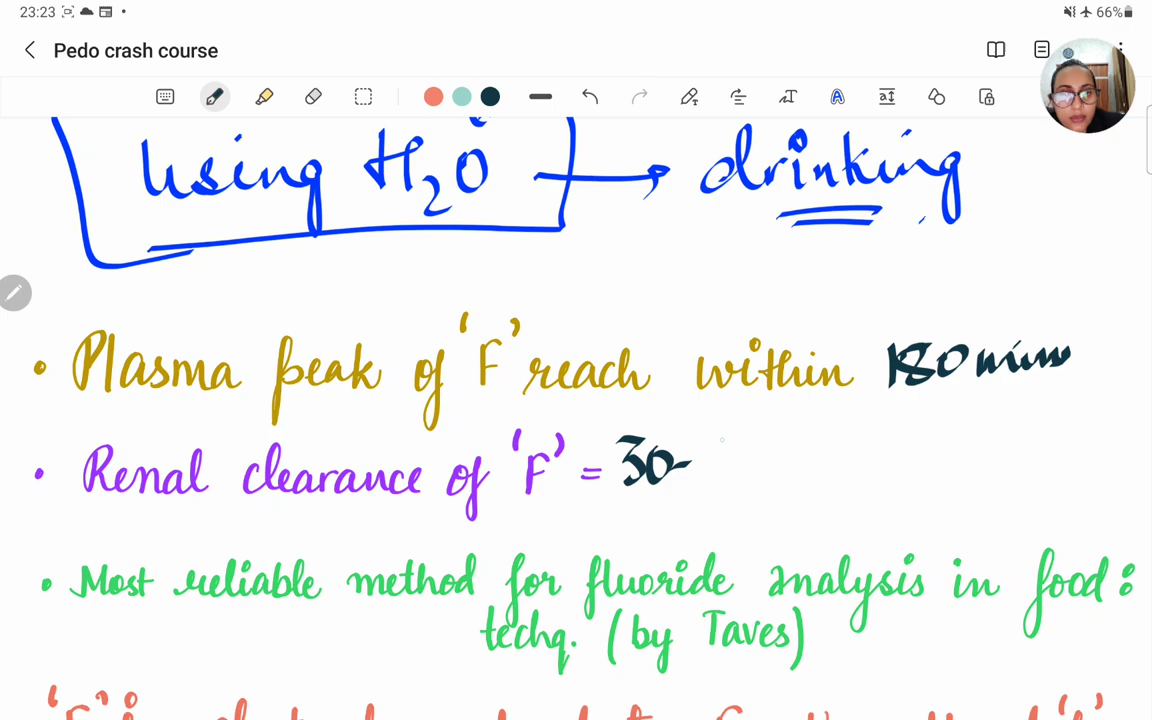 23:23 66%
Pedo crash course
using H₂O → drinking
• Plasma peak of 'F' reach within 180 mins
• Renal clearance of 'F' = 30-
• Most reliable method for fluoride analysis in food:
techq. (by Taves)